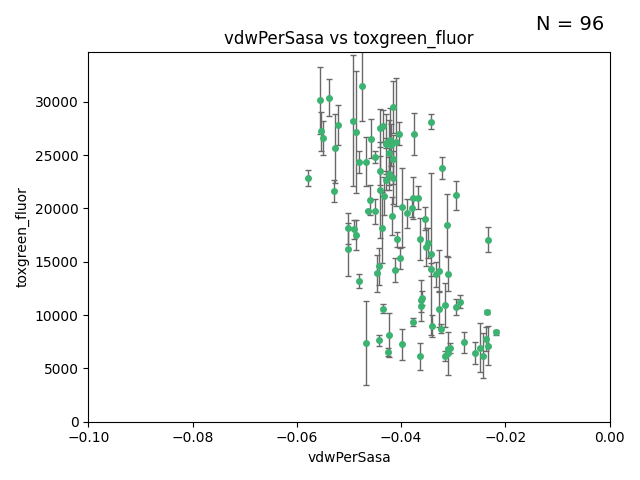 N = 96
vdwPerSasa vs toxgreen_fluor
toxgreen_fluor
30000
25000
20000
15000
10000
5000
0
−0.10 −0.08 −0.06 −0.04 −0.02 0.00
vdwPerSasa